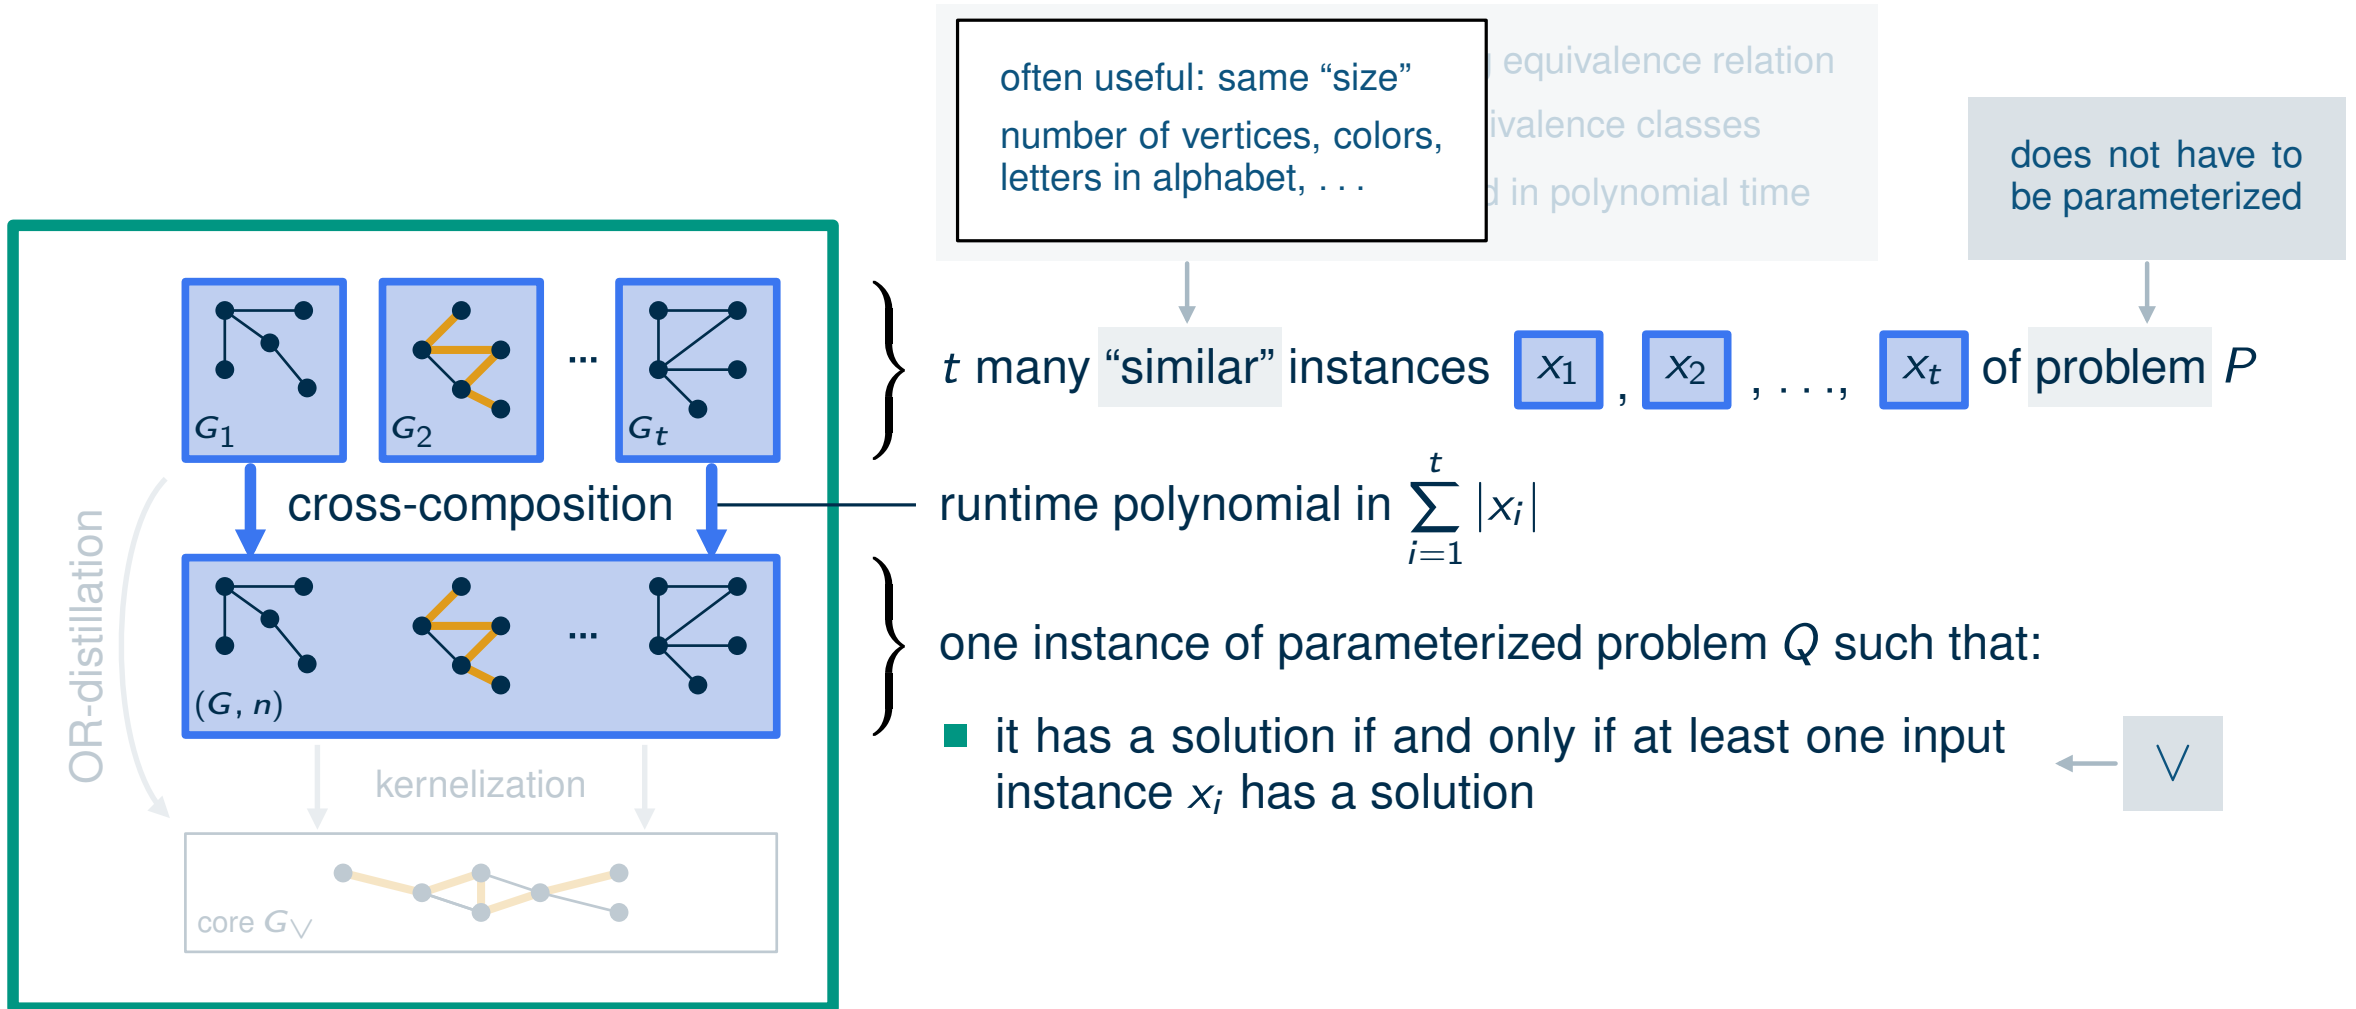 often useful: same “size”
number of vertices, colors,
letters in alphabet, . . .
equivalence relation
classes
in polynomial time
does not have to
be parameterized
t many “similar” instances x₁ , x₂ , . . . , xₜ of problem P
G₁
G₂
...
Gₜ
cross-composition
runtime polynomial in ∑ᵢ₌₁ᵗ |xᵢ|
OR-distillation
...
(G, n)
one instance of parameterized problem Q such that:
it has a solution if and only if at least one input
instance xᵢ has a solution
∨
kernelization
core G∨